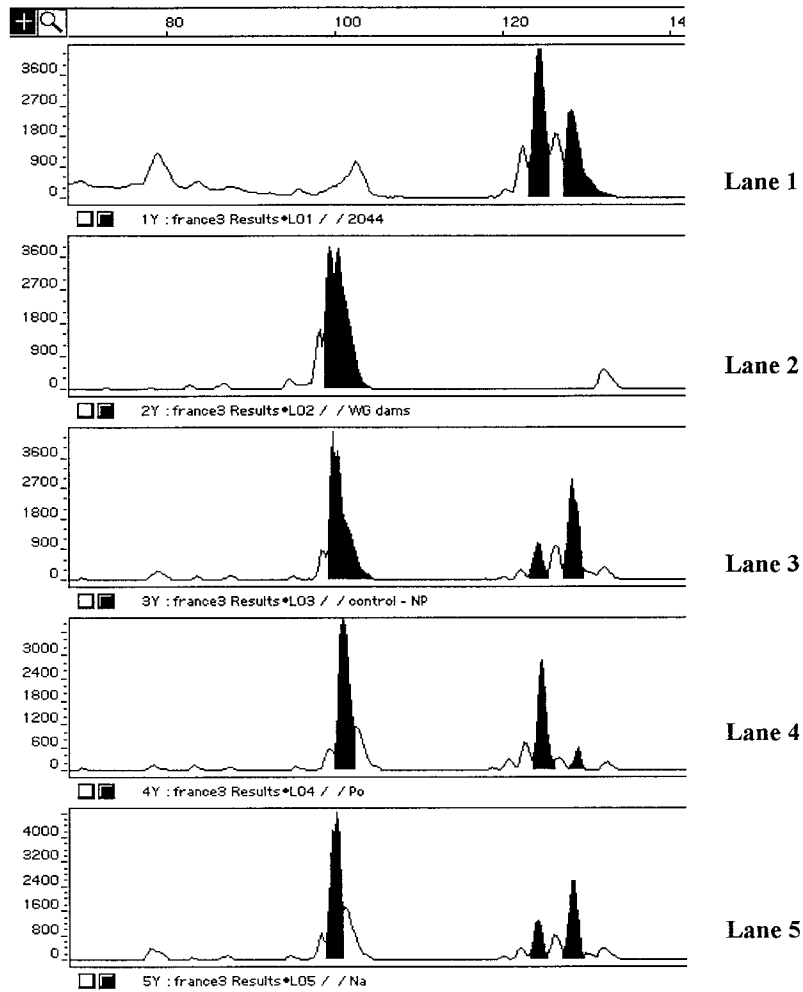 80 100 120 14
3600
2700
1800
900
0
Lane 1
1Y : france3 Results•L01 / / 2044
3600
2700
1800
900
0
Lane 2
2Y : france3 Results•L02 / / WG dams
3600
2700
1800
900
0
Lane 3
3Y : france3 Results•L03 / / control - NP
3000
2400
1800
1200
600
0
Lane 4
4Y : france3 Results•L04 / / Po
4000
3200
2400
1600
800
0
Lane 5
5Y : france3 Results•L05 / / Na